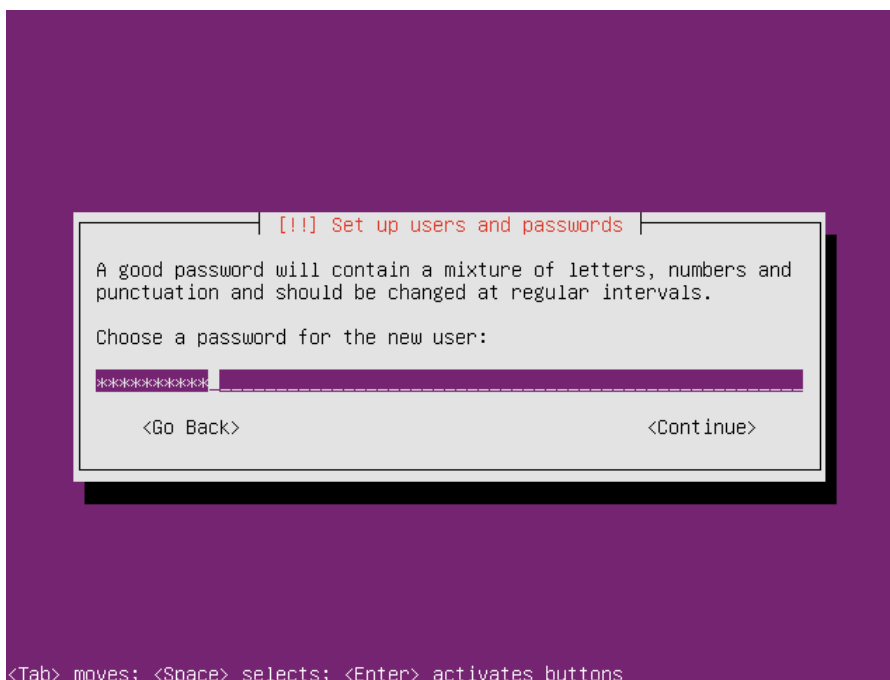 [!!] Set up users and passwords
A good password will contain a mixture of letters, numbers and
punctuation and should be changed at regular intervals.
Choose a password for the new user:
***********
<Go Back> <Continue>
<Tab> moves; <Space> selects; <Enter> activates buttons